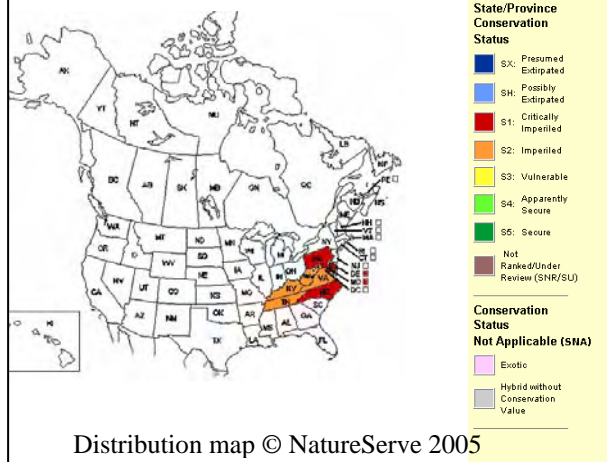 State/Province
Conservation
Status
SX: Presumed
Extirpated
SH: Possibly
Extirpated
S1: Critically
Imperiled
S2: Imperiled
S3: Vulnerable
S4: Apparently
Secure
S5: Secure
Not
Ranked/Under
Review (SNR/SU)
Conservation
Status
Not Applicable (SNA)
Exotic
Hybrid without
Conservation
Value
AK
YT
NT
NU
BC
AB
SK
MB
ON
QC
LB
NF
PE
NS
NB
ME
NH
VT
MA
RI
CT
NJ
DE
MD
DC
WA
MT
ND
MN
OR
ID
WY
SD
WI
MI
NY
PA
NV
UT
CO
NE
IA
IL
IN
OH
WV
VA
CA
KS
MO
KY
AZ
NM
OK
AR
TN
NC
SC
TX
LA
MS
AL
GA
FL
HI
Distribution map © NatureServe 2005